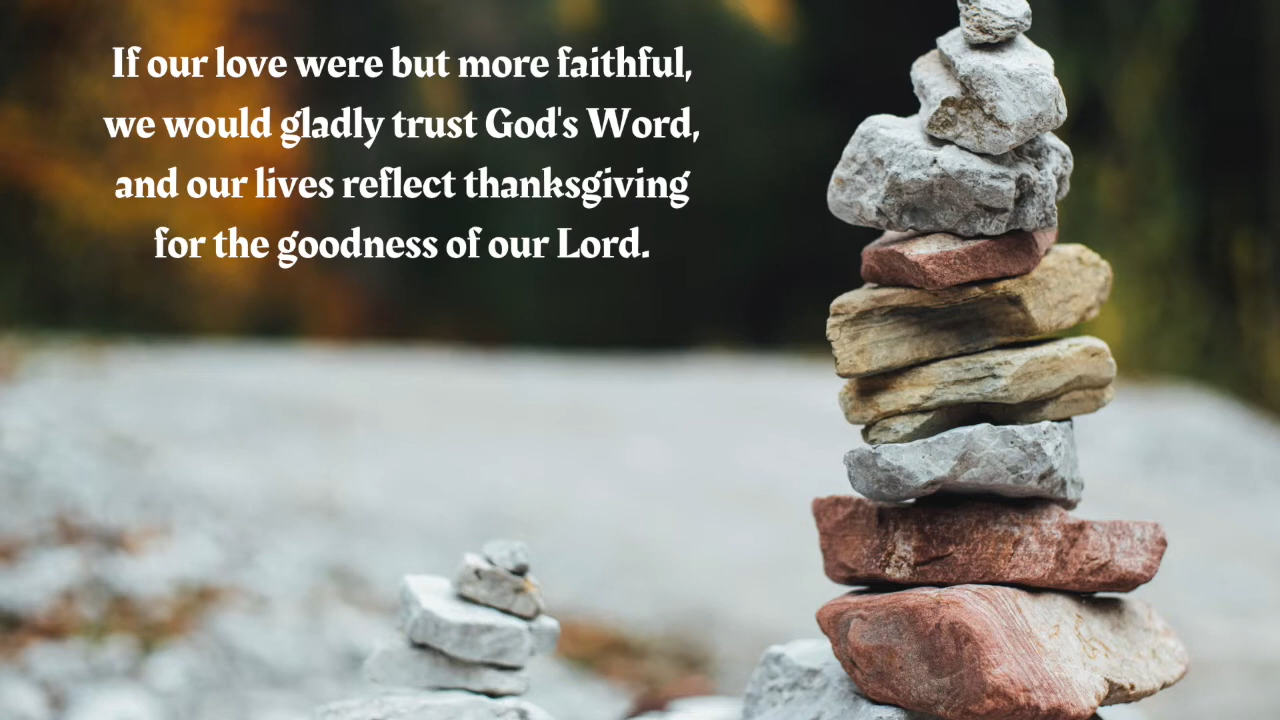 If our love were but more faithful,
we would gladly trust God's Word,
and our lives reflect thanksgiving
for the goodness of our Lord.